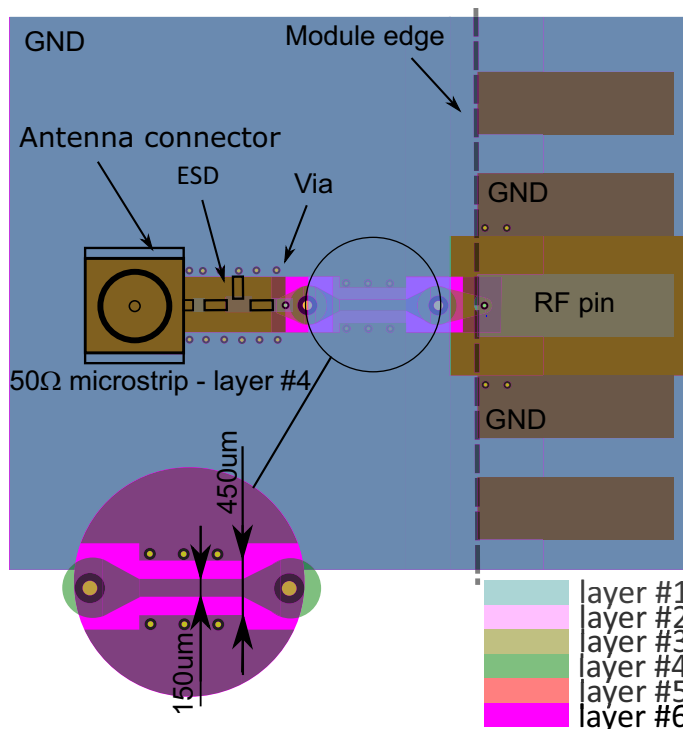 GND
Module edge
Antenna connector
ESD
Via
GND
RF pin
50Ω microstrip - layer #4
GND
450um
150um
layer #1
layer #2
layer #3
layer #4
layer #5
layer #6